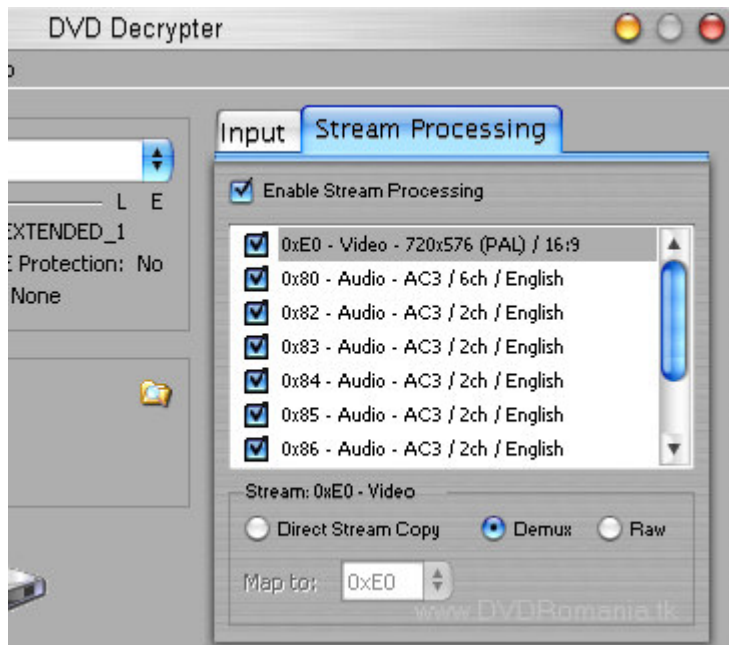 DVD Decrypter
Input
Stream Processing
L E
EXTENDED_1
E Protection: No
None
Enable Stream Processing
0xE0 - Video - 720x576 (PAL) / 16:9
0x80 - Audio - AC3 / 6ch / English
0x82 - Audio - AC3 / 2ch / English
0x83 - Audio - AC3 / 2ch / English
0x84 - Audio - AC3 / 2ch / English
0x85 - Audio - AC3 / 2ch / English
0x86 - Audio - AC3 / 2ch / English
Stream: 0xE0 - Video
Direct Stream Copy
Demux
Raw
Map to:
0xE0
www.DVDRomania.tk